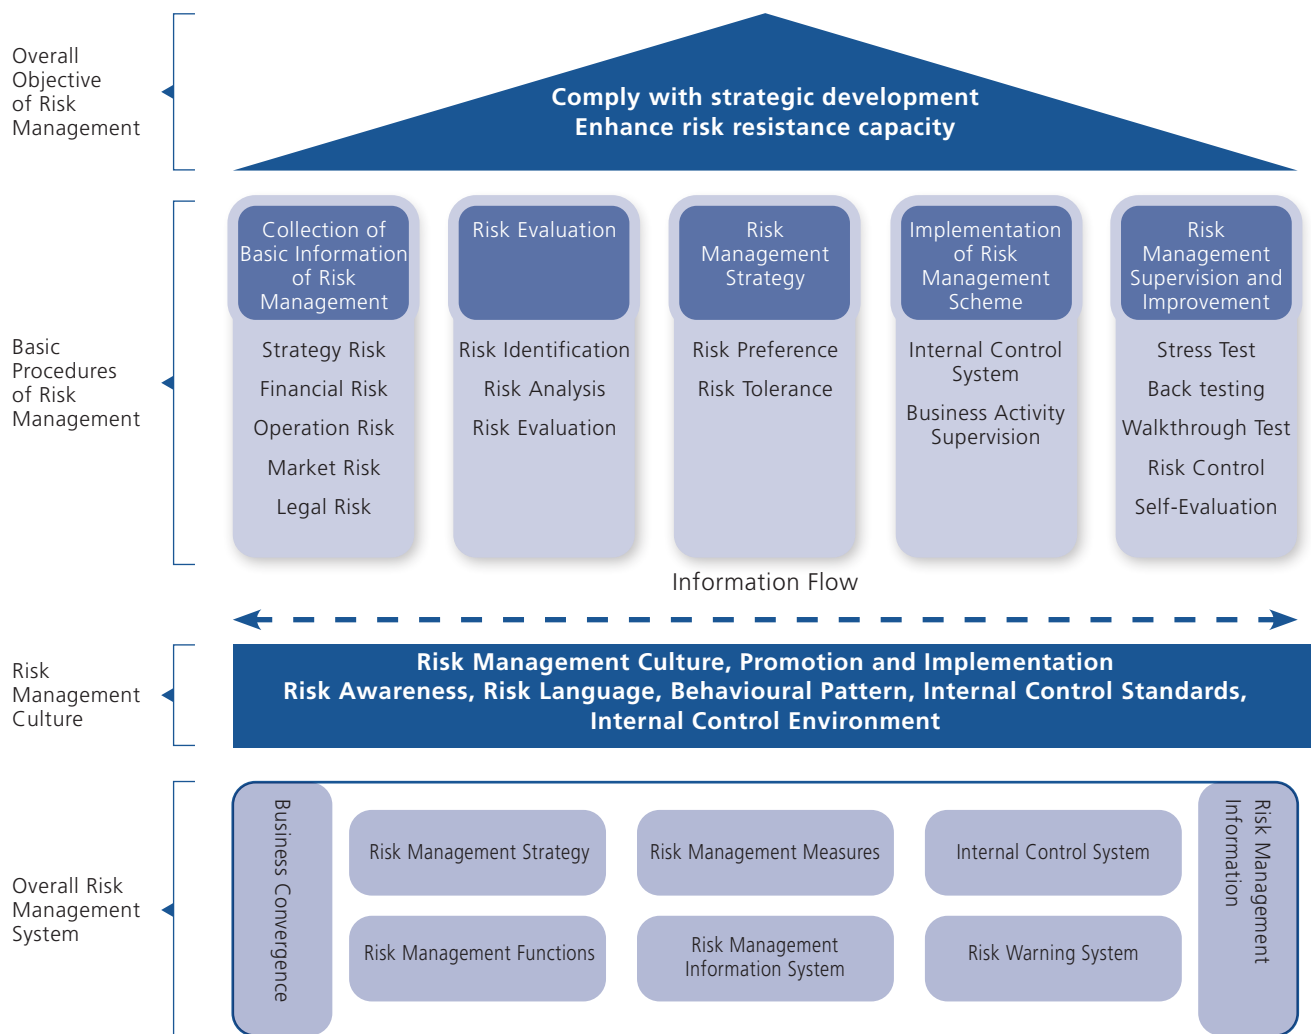 Overall
Objective
of Risk
Management
Comply with strategic development
Enhance risk resistance capacity
Basic
Procedures
of Risk
Management
Collection of
Basic Information
of Risk
Management
Strategy Risk
Financial Risk
Operation Risk
Market Risk
Legal Risk
Risk Evaluation
Risk Identification
Risk Analysis
Risk Evaluation
Risk
Management
Strategy
Risk Preference
Risk Tolerance
Implementation
of Risk
Management
Scheme
Internal Control
System
Business Activity
Supervision
Risk
Management
Supervision and
Improvement
Stress Test
Back testing
Walkthrough Test
Risk Control
Self-Evaluation
Information Flow
Risk
Management
Culture
Risk Management Culture, Promotion and Implementation
Risk Awareness, Risk Language, Behavioural Pattern, Internal Control Standards,
Internal Control Environment
Overall Risk
Management
System
Business Convergence
Risk Management Strategy
Risk Management Measures
Internal Control System
Risk Management Functions
Risk Management
Information System
Risk Warning System
Risk Management
Information